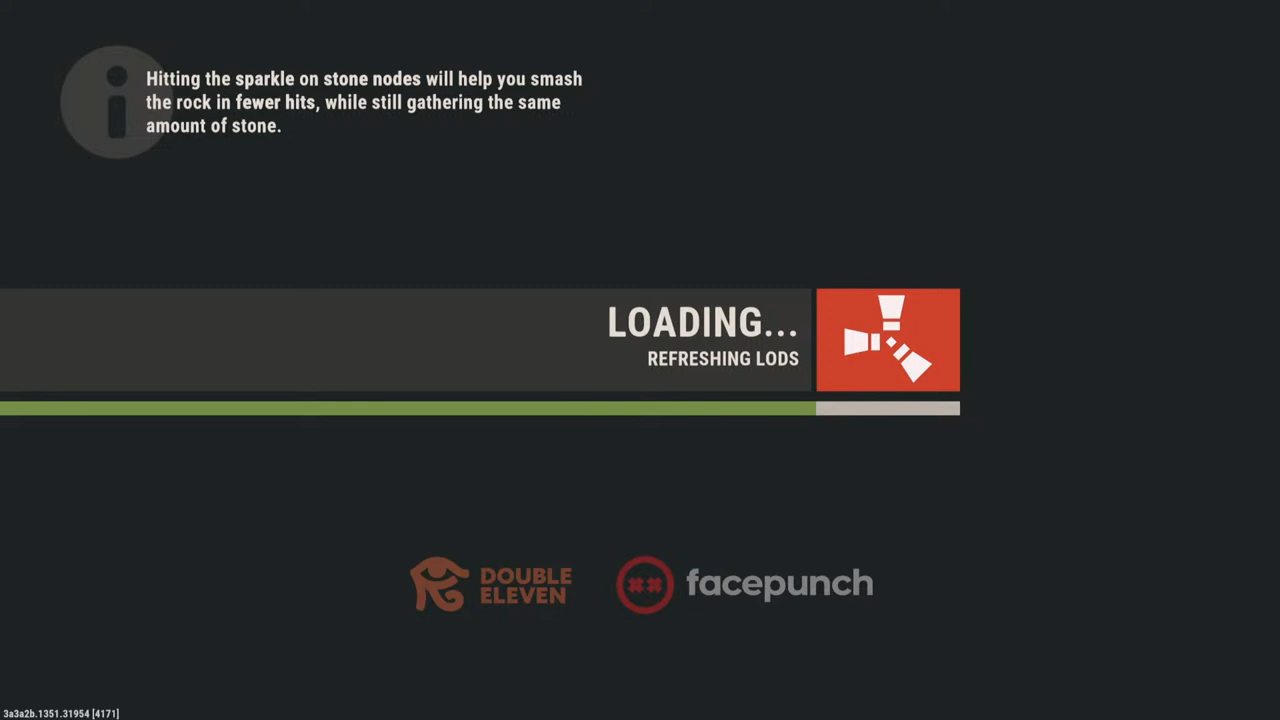 Hitting the sparkle on stone nodes will help you smash
the rock in fewer hits, while still gathering the same
amount of stone.
LOADING...
REFRESHING LODS
DOUBLE
ELEVEN
facepunch
3a3a2b.1351.31954 [4171]